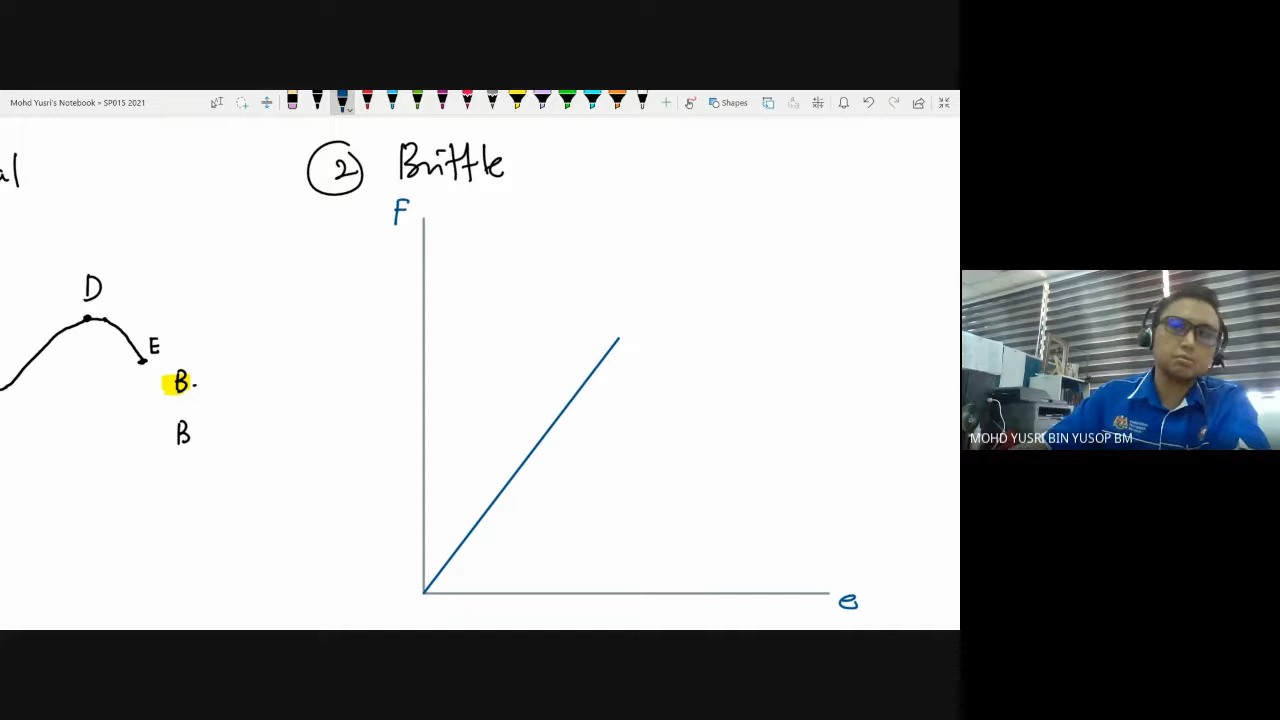 Mohd Yusri's Notebook » SP015 2021
Shapes
al
2 Brittle
F
D
E
B.
B
e
MOHD YUSRI BIN YUSOP BM